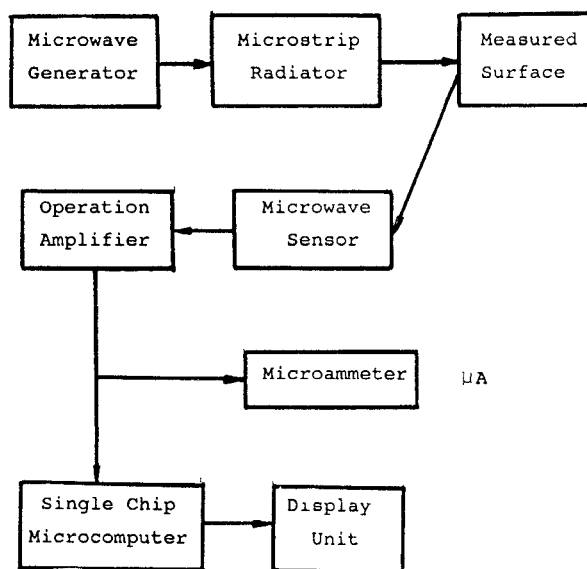 Microwave
Generator
Microstrip
Radiator
Measured
Surface
Operation
Amplifier
Microwave
Sensor
Microammeter
μA
Single Chip
Microcomputer
Display
Unit